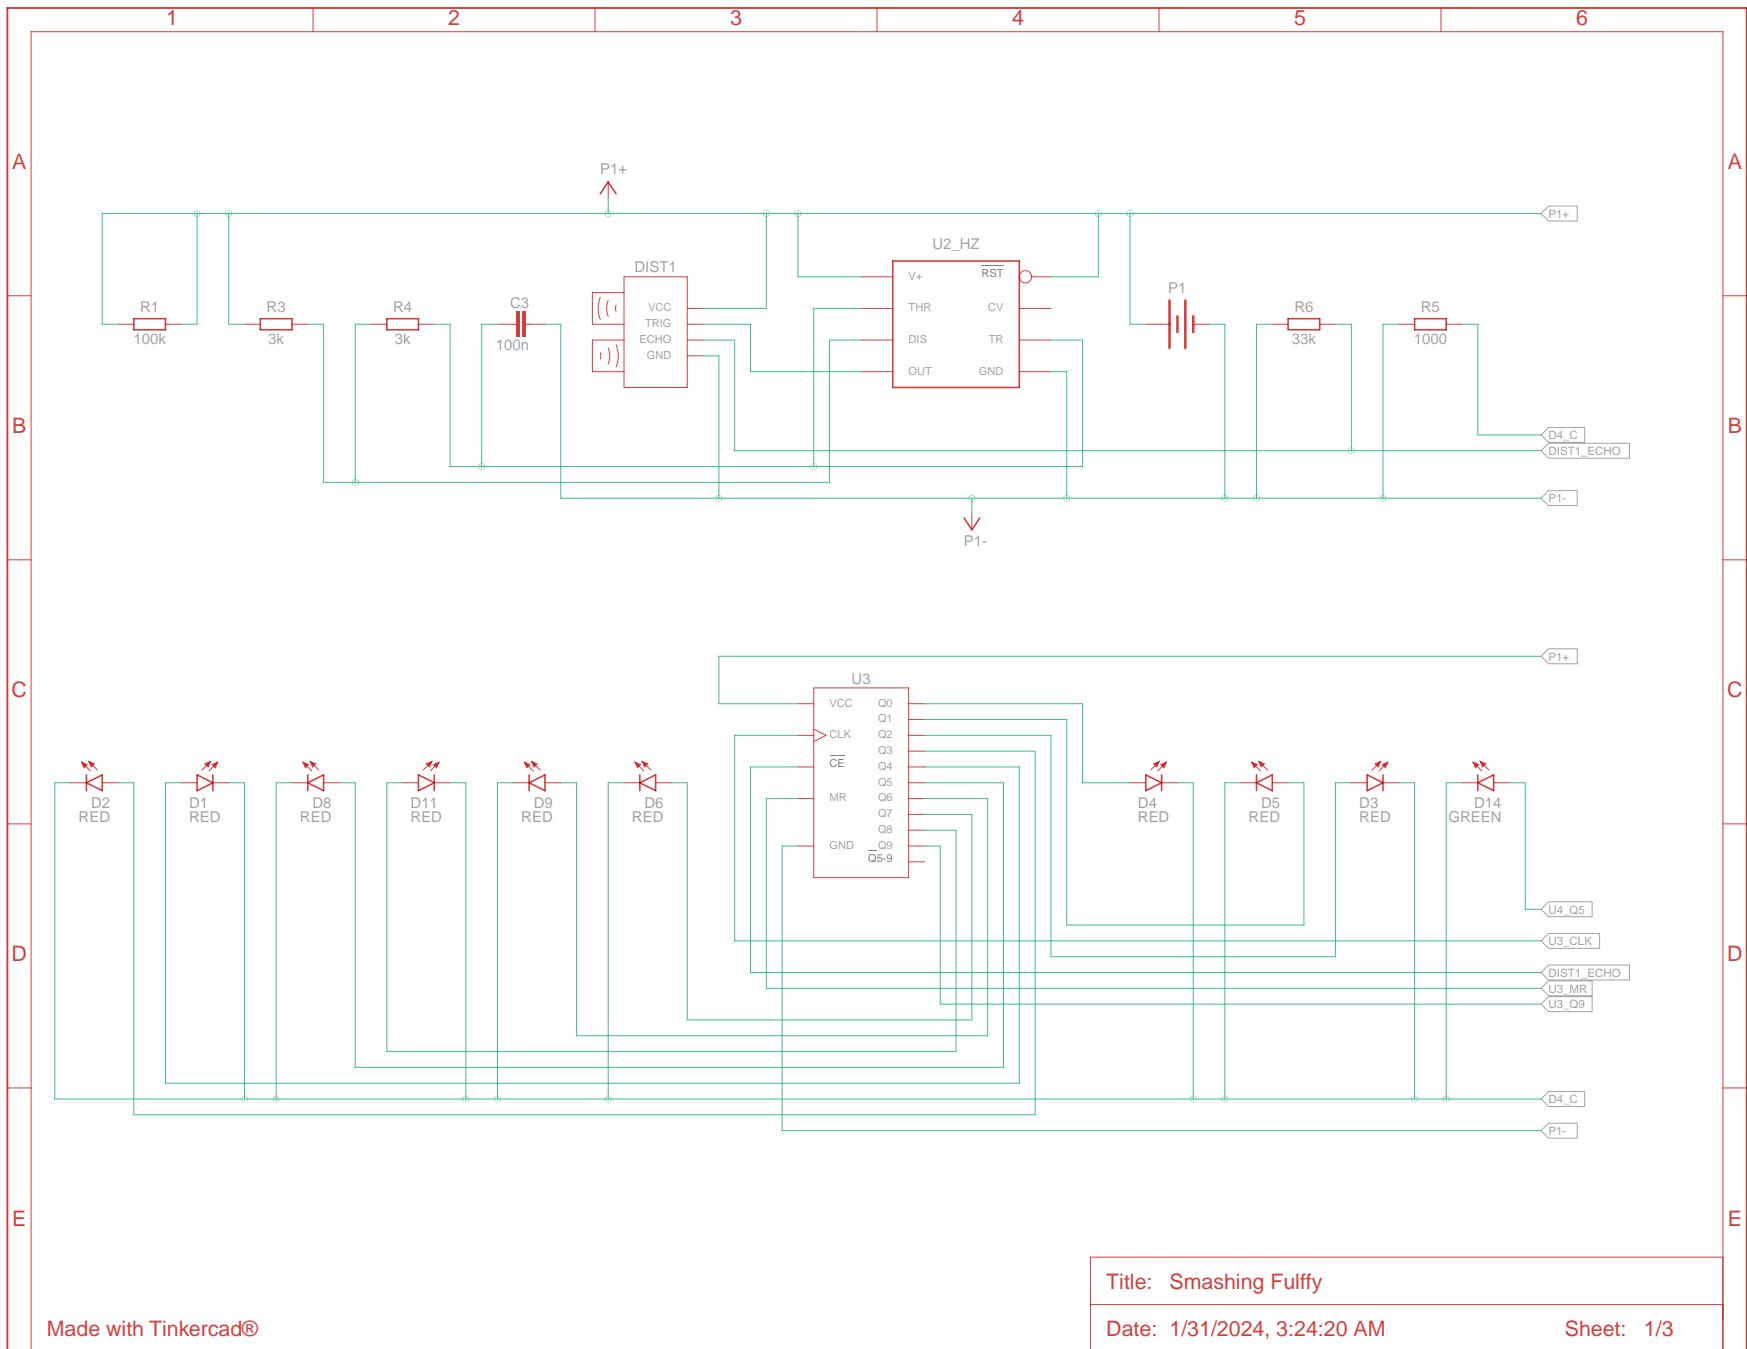 1 2 3 4 5 6
A A
P1+
P1+
U2_HZ
DIST1
V+ RST
P1
R1 R3 R4 C3 VCC THR CV R6 R5
100k 3k 3k 100n TRIG 33k 1000
ECHO DIS TR
GND OUT GND
B B
D4_C
DIST1_ECHO
P1-
P1-
P1+
U3
C C
VCC Q0
Q1
CLK Q2
Q3
CE Q4
Q5
MR Q6
Q7
Q8
GND Q9
Q5-9
D2 D1 D8 D11 D9 D6 D4 D5 D3 D14
RED RED RED RED RED RED RED RED RED GREEN
U4_Q5
U3_CLK
D D
DIST1_ECHO
U3_MR
U3_Q9
D4_C
P1-
E E
Title: Smashing Fulffy
Made with Tinkercad®
Date: 1/31/2024, 3:24:20 AM Sheet: 1/3